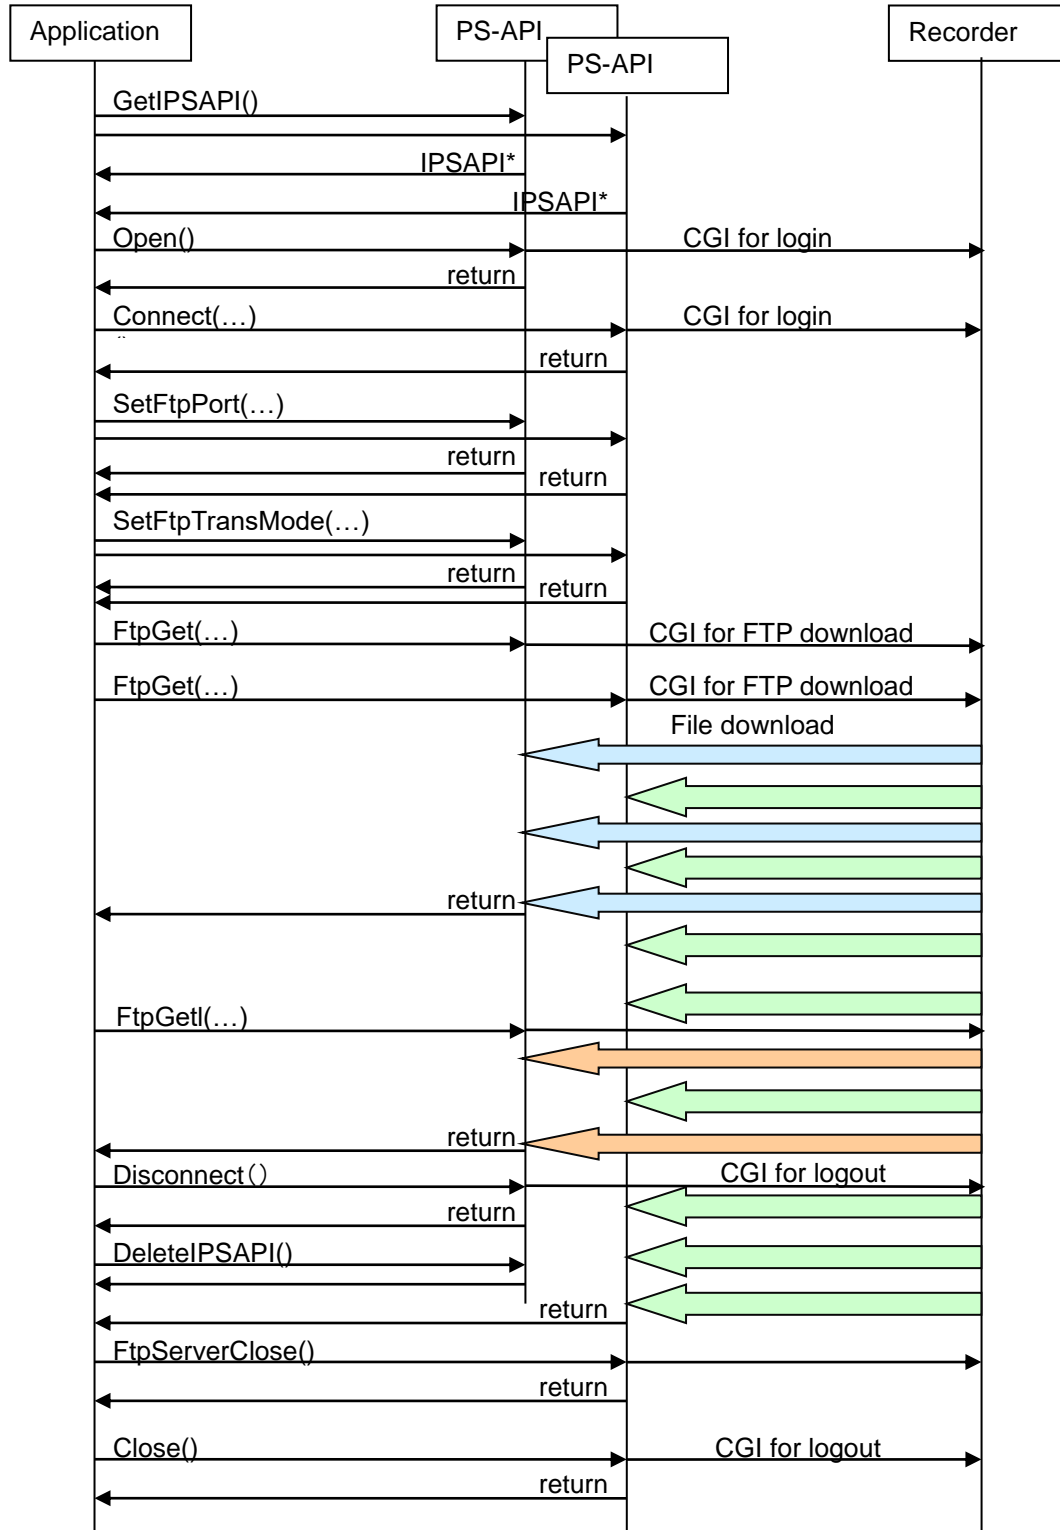 Application
PS-API
PS-API
Recorder
GetIPSAPI()
IPSAPI*
IPSAPI*
Open()
CGI for login
return
Connect(…)
CGI for login
return
SetFtpPort(…)
return
return
SetFtpTransMode(…)
return
return
FtpGet(…)
CGI for FTP download
FtpGet(…)
CGI for FTP download
File download
return
FtpGetl(…)
return
Disconnect()
CGI for logout
return
DeleteIPSAPI()
return
FtpServerClose()
return
Close()
CGI for logout
return